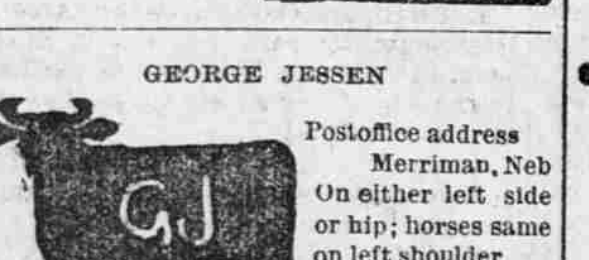 GEORGE JESSEN
Postoffice address
Merriman, Neb
On either left side
or hip; horses same
on left shoulder
GJ